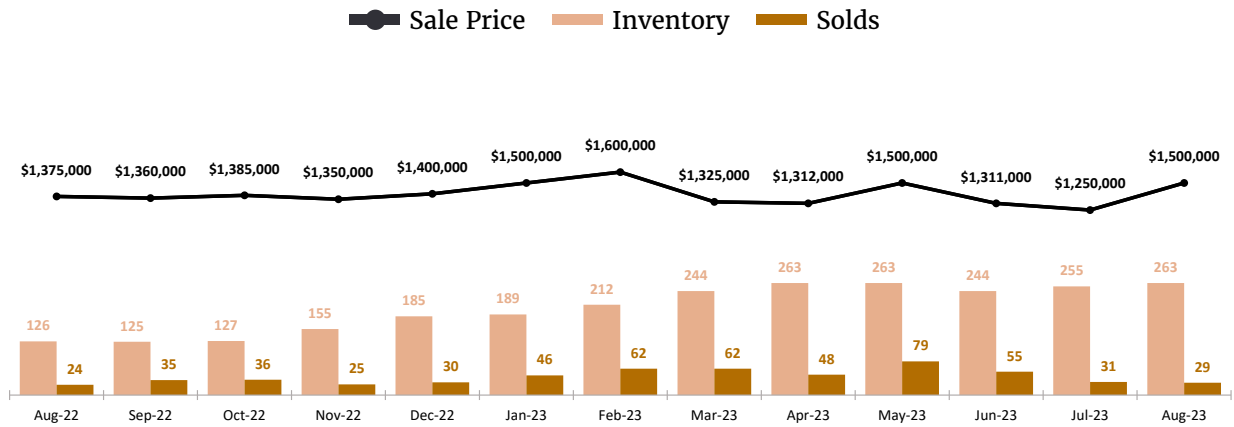 Sale Price Inventory Solds
$1,375,000 $1,360,000 $1,385,000 $1,350,000 $1,400,000 $1,500,000 $1,600,000 $1,325,000 $1,312,000 $1,500,000 $1,311,000 $1,250,000 $1,500,000
126 125 127 155 185 189 212 244 263 263 244 255 263
24 35 36 25 30 46 62 62 48 79 55 31 29
Aug-22 Sep-22 Oct-22 Nov-22 Dec-22 Jan-23 Feb-23 Mar-23 Apr-23 May-23 Jun-23 Jul-23 Aug-23